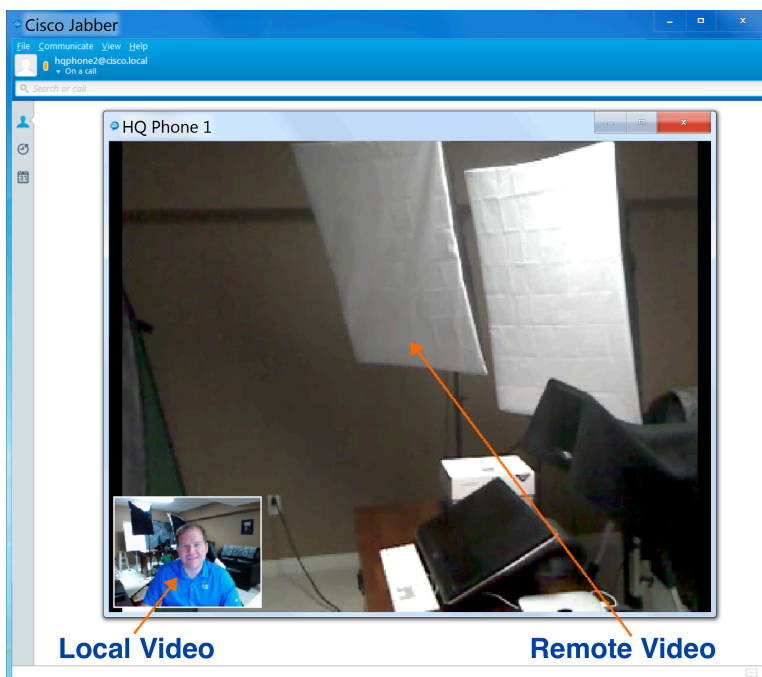 Cisco Jabber
File Communicate View Help
hqphone2@cisco.local
On a call
Search or call
HQ Phone 1
31
Local Video
Remote Video